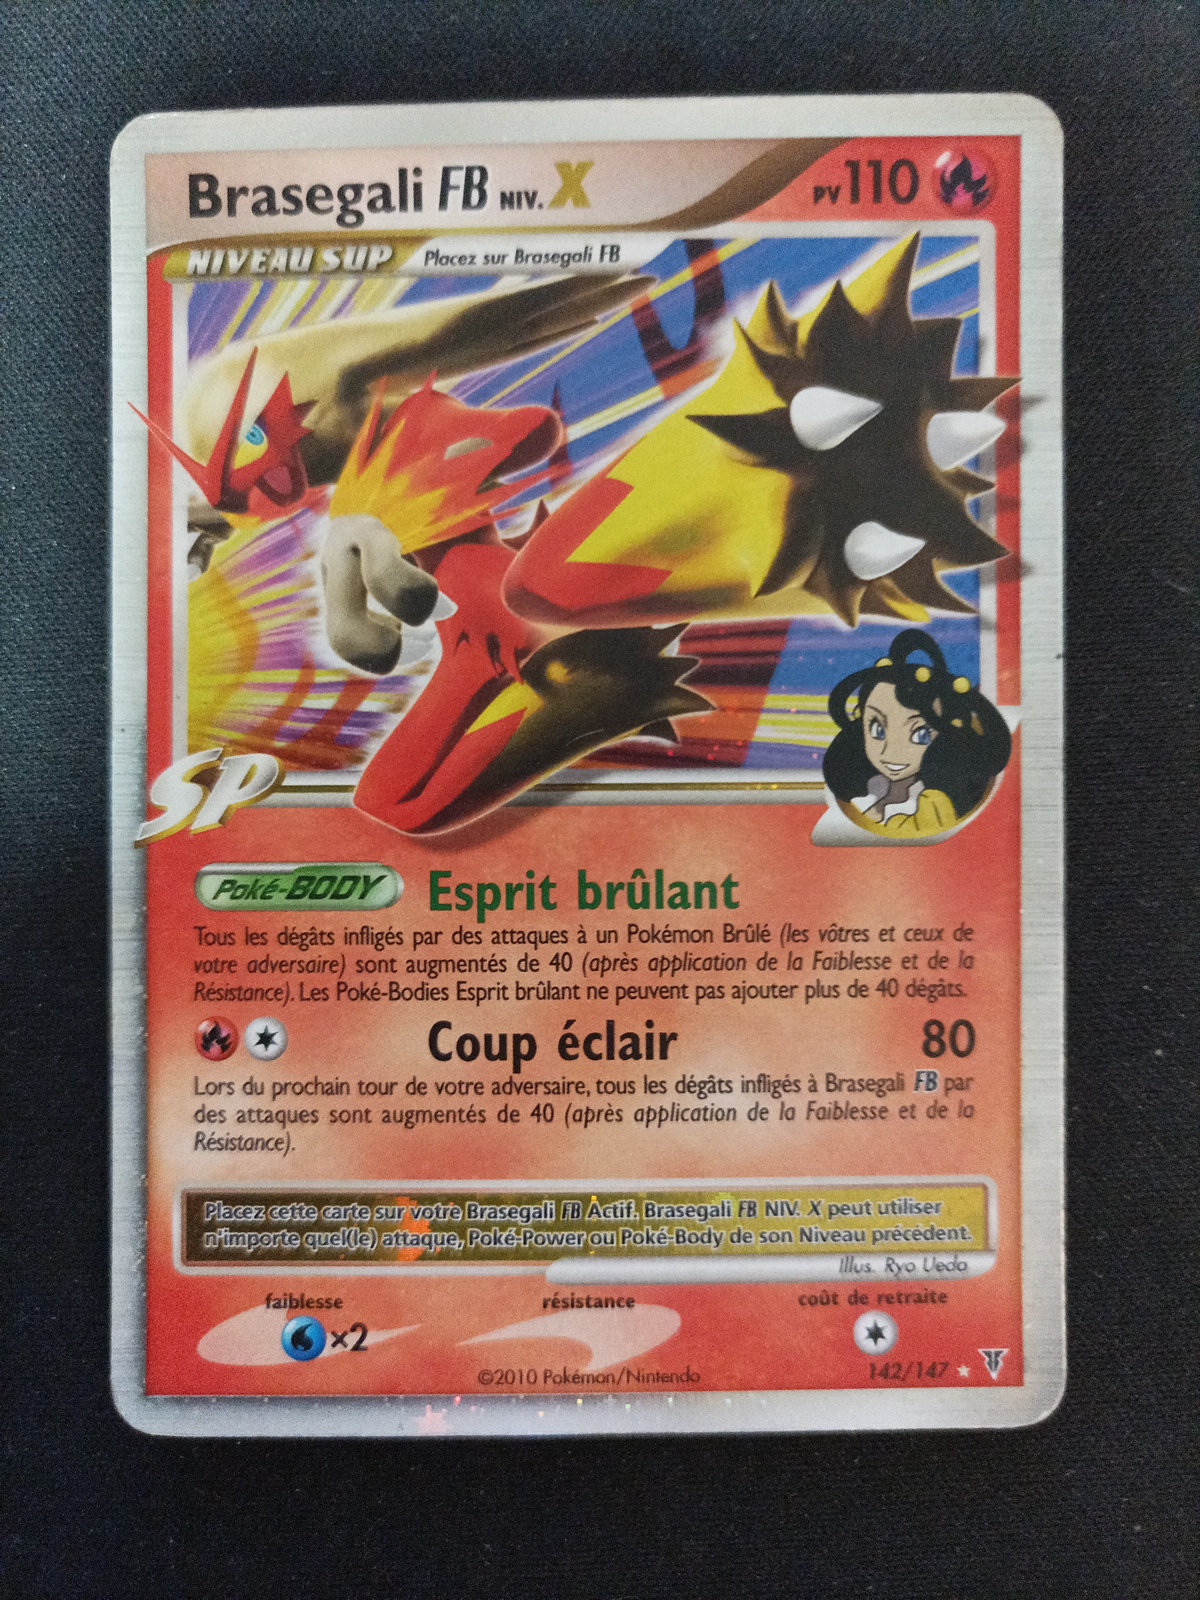 Brasegali FB NIV. X PV 110
NIVEAU SUP Placez sur Brasegali FB
SP
Poké-BODY Esprit brûlant
Tous les dégâts infligés par des attaques à un Pokémon Brûlé (les vôtres et ceux de
votre adversaire) sont augmentés de 40 (après application de la Faiblesse et de la
Résistance). Les Poké-Bodies Esprit brûlant ne peuvent pas ajouter plus de 40 dégâts.
Coup éclair 80
Lors du prochain tour de votre adversaire, tous les dégâts infligés à Brasegali FB par
des attaques sont augmentés de 40 (après application de la Faiblesse et de la
Résistance).
Placez cette carte sur votre Brasegali FB Actif. Brasegali FB NIV. X peut utiliser
n'importe quel(le) attaque, Poké-Power ou Poké-Body de son Niveau précédent.
Illus. Ryo Ueda
faiblesse résistance coût de retraite
×2
©2010 Pokémon/Nintendo 142/147